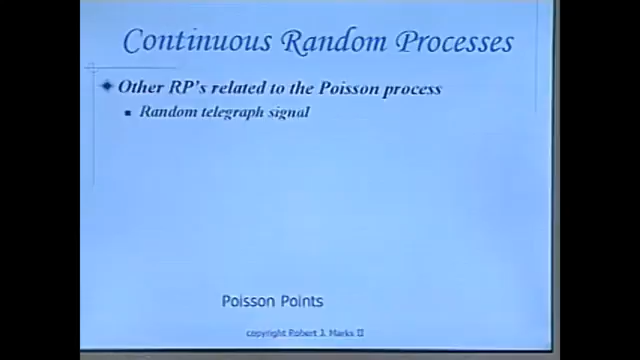 Continuous Random Processes
Other RP's related to the Poisson process
Random telegraph signal
Poisson Points
copyright Robert J. Marks II